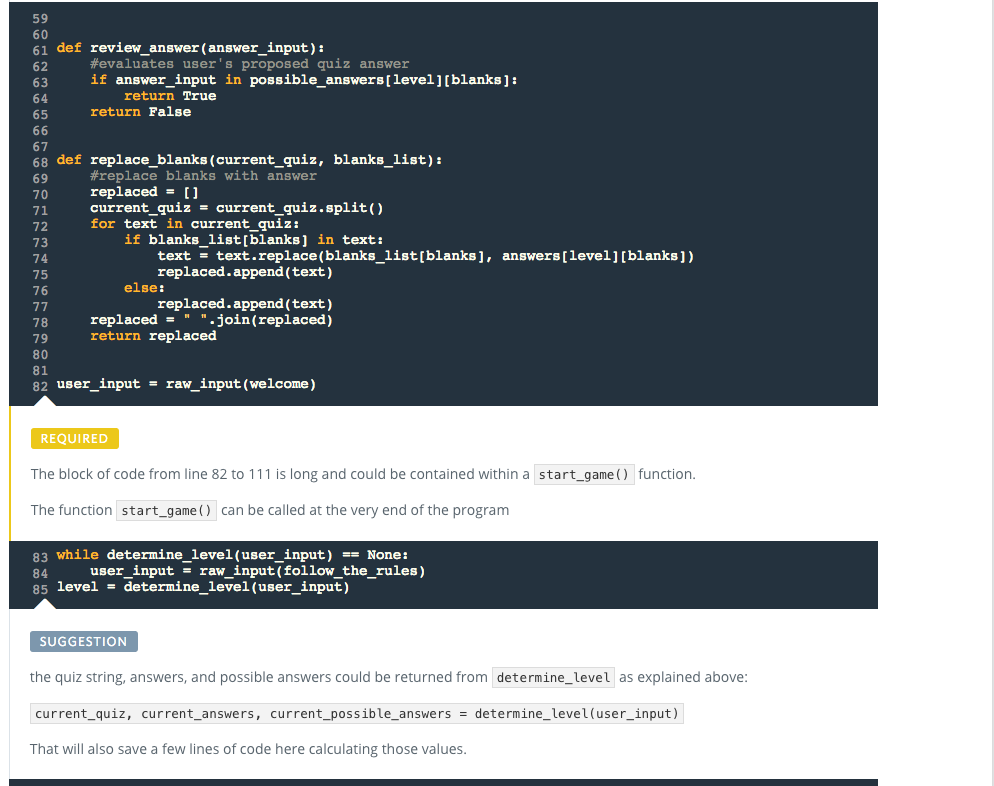 59
60
61 def review_answer(answer_input):
62     #evaluates user's proposed quiz answer
63     if answer_input in possible_answers[level][blanks]:
64         return True
65     return False
66
67
68 def replace_blanks(current_quiz, blanks_list):
69     #replace blanks with answer
70     replaced = []
71     current_quiz = current_quiz.split()
72     for text in current_quiz:
73         if blanks_list[blanks] in text:
74             text = text.replace(blanks_list[blanks], answers[level][blanks])
75             replaced.append(text)
76         else:
77             replaced.append(text)
78     replaced = " ".join(replaced)
79     return replaced
80
81
82 user_input = raw_input(welcome)
REQUIRED
The block of code from line 82 to 111 is long and could be contained within a start_game() function.
The function start_game() can be called at the very end of the program
83 while determine_level(user_input) == None:
84     user_input = raw_input(follow_the_rules)
85 level = determine_level(user_input)
SUGGESTION
the quiz string, answers, and possible answers could be returned from determine_level as explained above:
current_quiz, current_answers, current_possible_answers = determine_level(user_input)
That will also save a few lines of code here calculating those values.